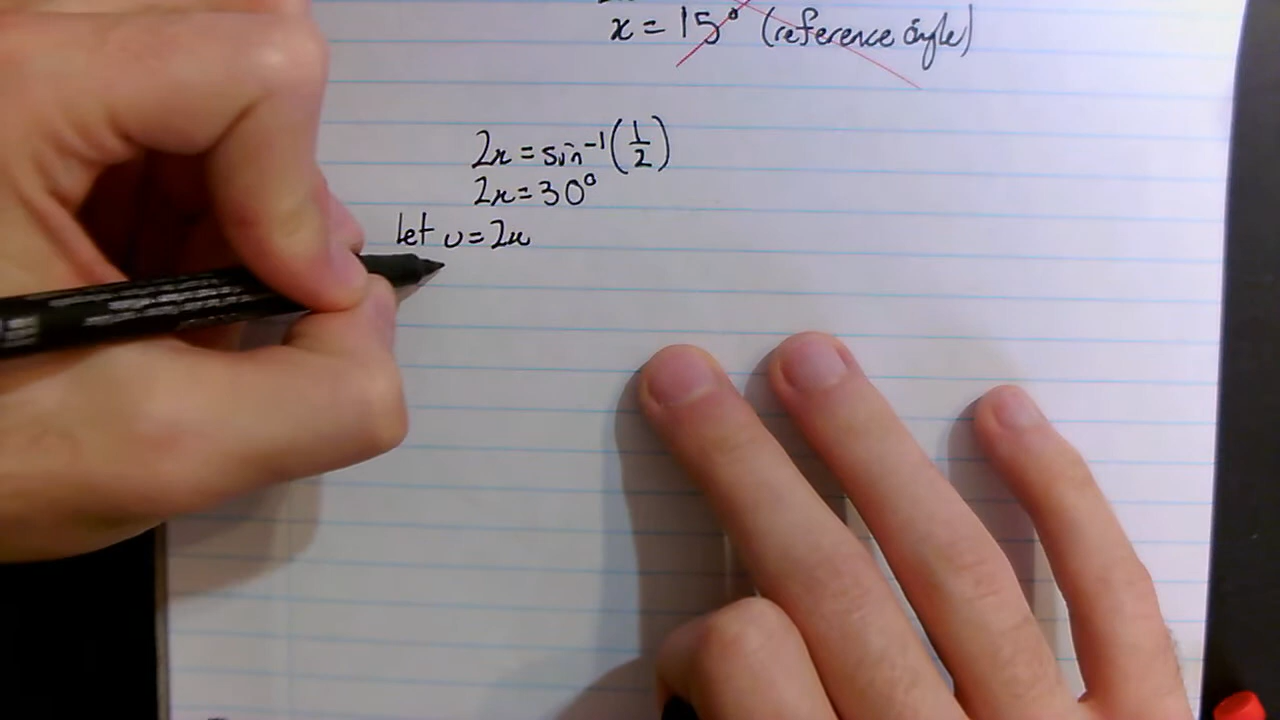 x = 15° (reference angle)
2x = sin⁻¹(1/2)
2x = 30°
let u = 2x